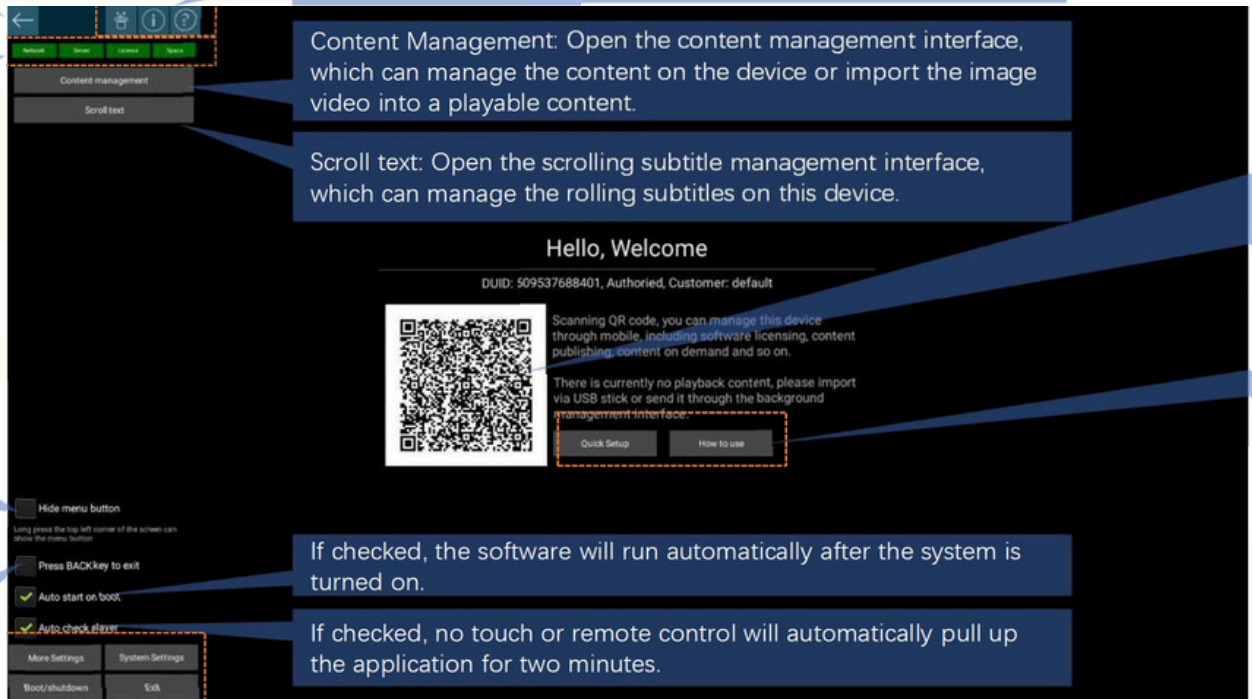 Network Server License Space
Content management
Scroll text
Content Management: Open the content management interface,
which can manage the content on the device or import the image
video into a playable content.
Scroll text: Open the scrolling subtitle management interface,
which can manage the rolling subtitles on this device.
Hello, Welcome
DUID: 509537688401, Authoried, Customer: default
Scanning QR code, you can manage this device
through mobile, including software licensing, content
publishing, content on demand and so on.
There is currently no playback content, please import
via USB stick or send it through the background
management interface.
Quick Setup How to use
Hide menu button
Long press the top left corner of the screen can
show the menu button
Press BACK key to exit
Auto start on boot
Auto check player
If checked, the software will run automatically after the system is
turned on.
If checked, no touch or remote control will automatically pull up
the application for two minutes.
More Settings System Settings
Boot/shutdown Exit